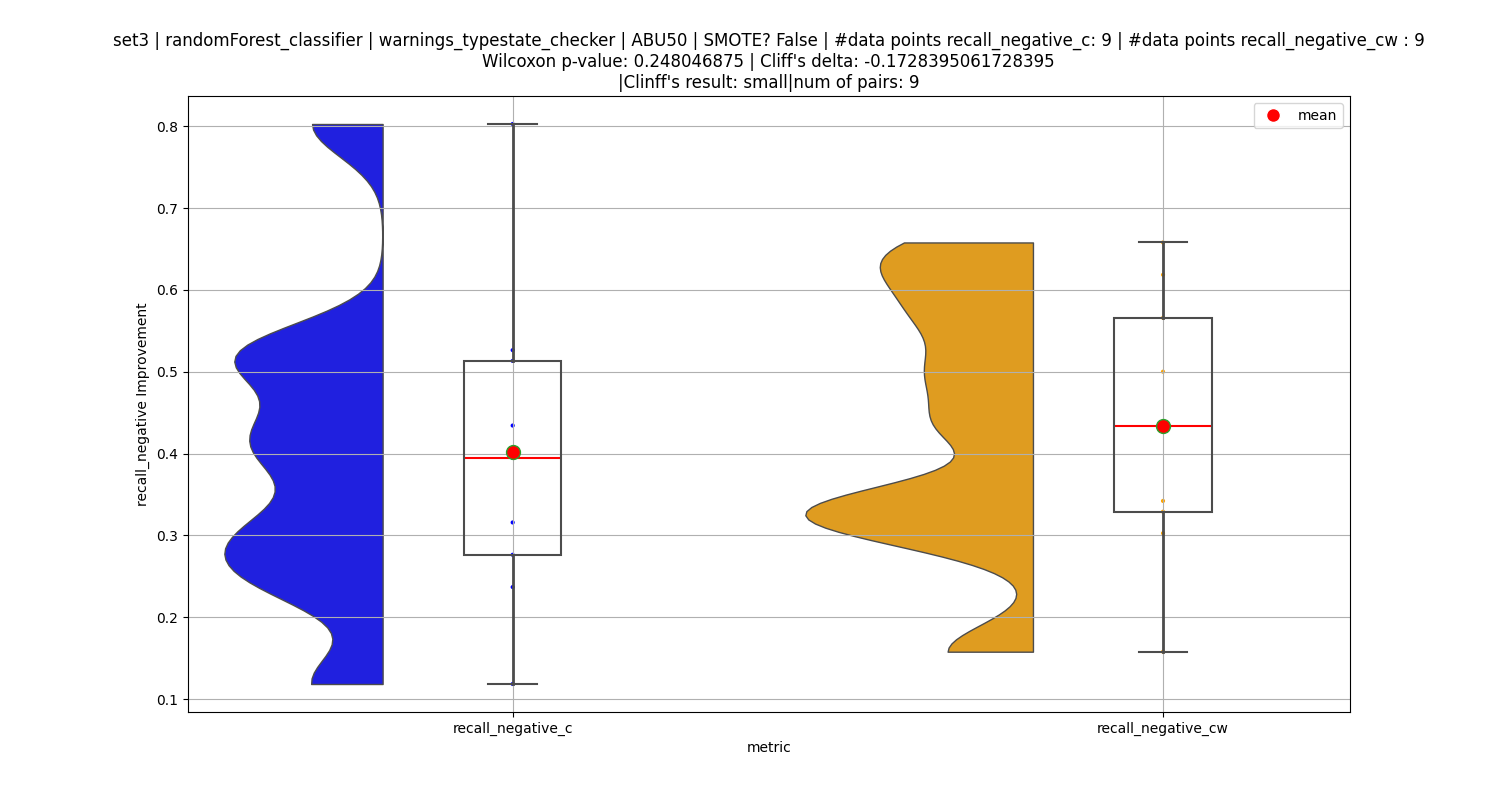 set3 | randomForest_classifier | warnings_typestate_checker | ABU50 | SMOTE? False | #data points recall_negative_c: 9 | #data points recall_negative_cw : 9
Wilcoxon p-value: 0.248046875 | Cliff's delta: -0.1728395061728395
|Clinff's result: small|num of pairs: 9
mean
0.8
0.7
0.6
0.5
0.4
0.3
0.2
0.1
recall_negative Improvement
recall_negative_c
recall_negative_cw
metric